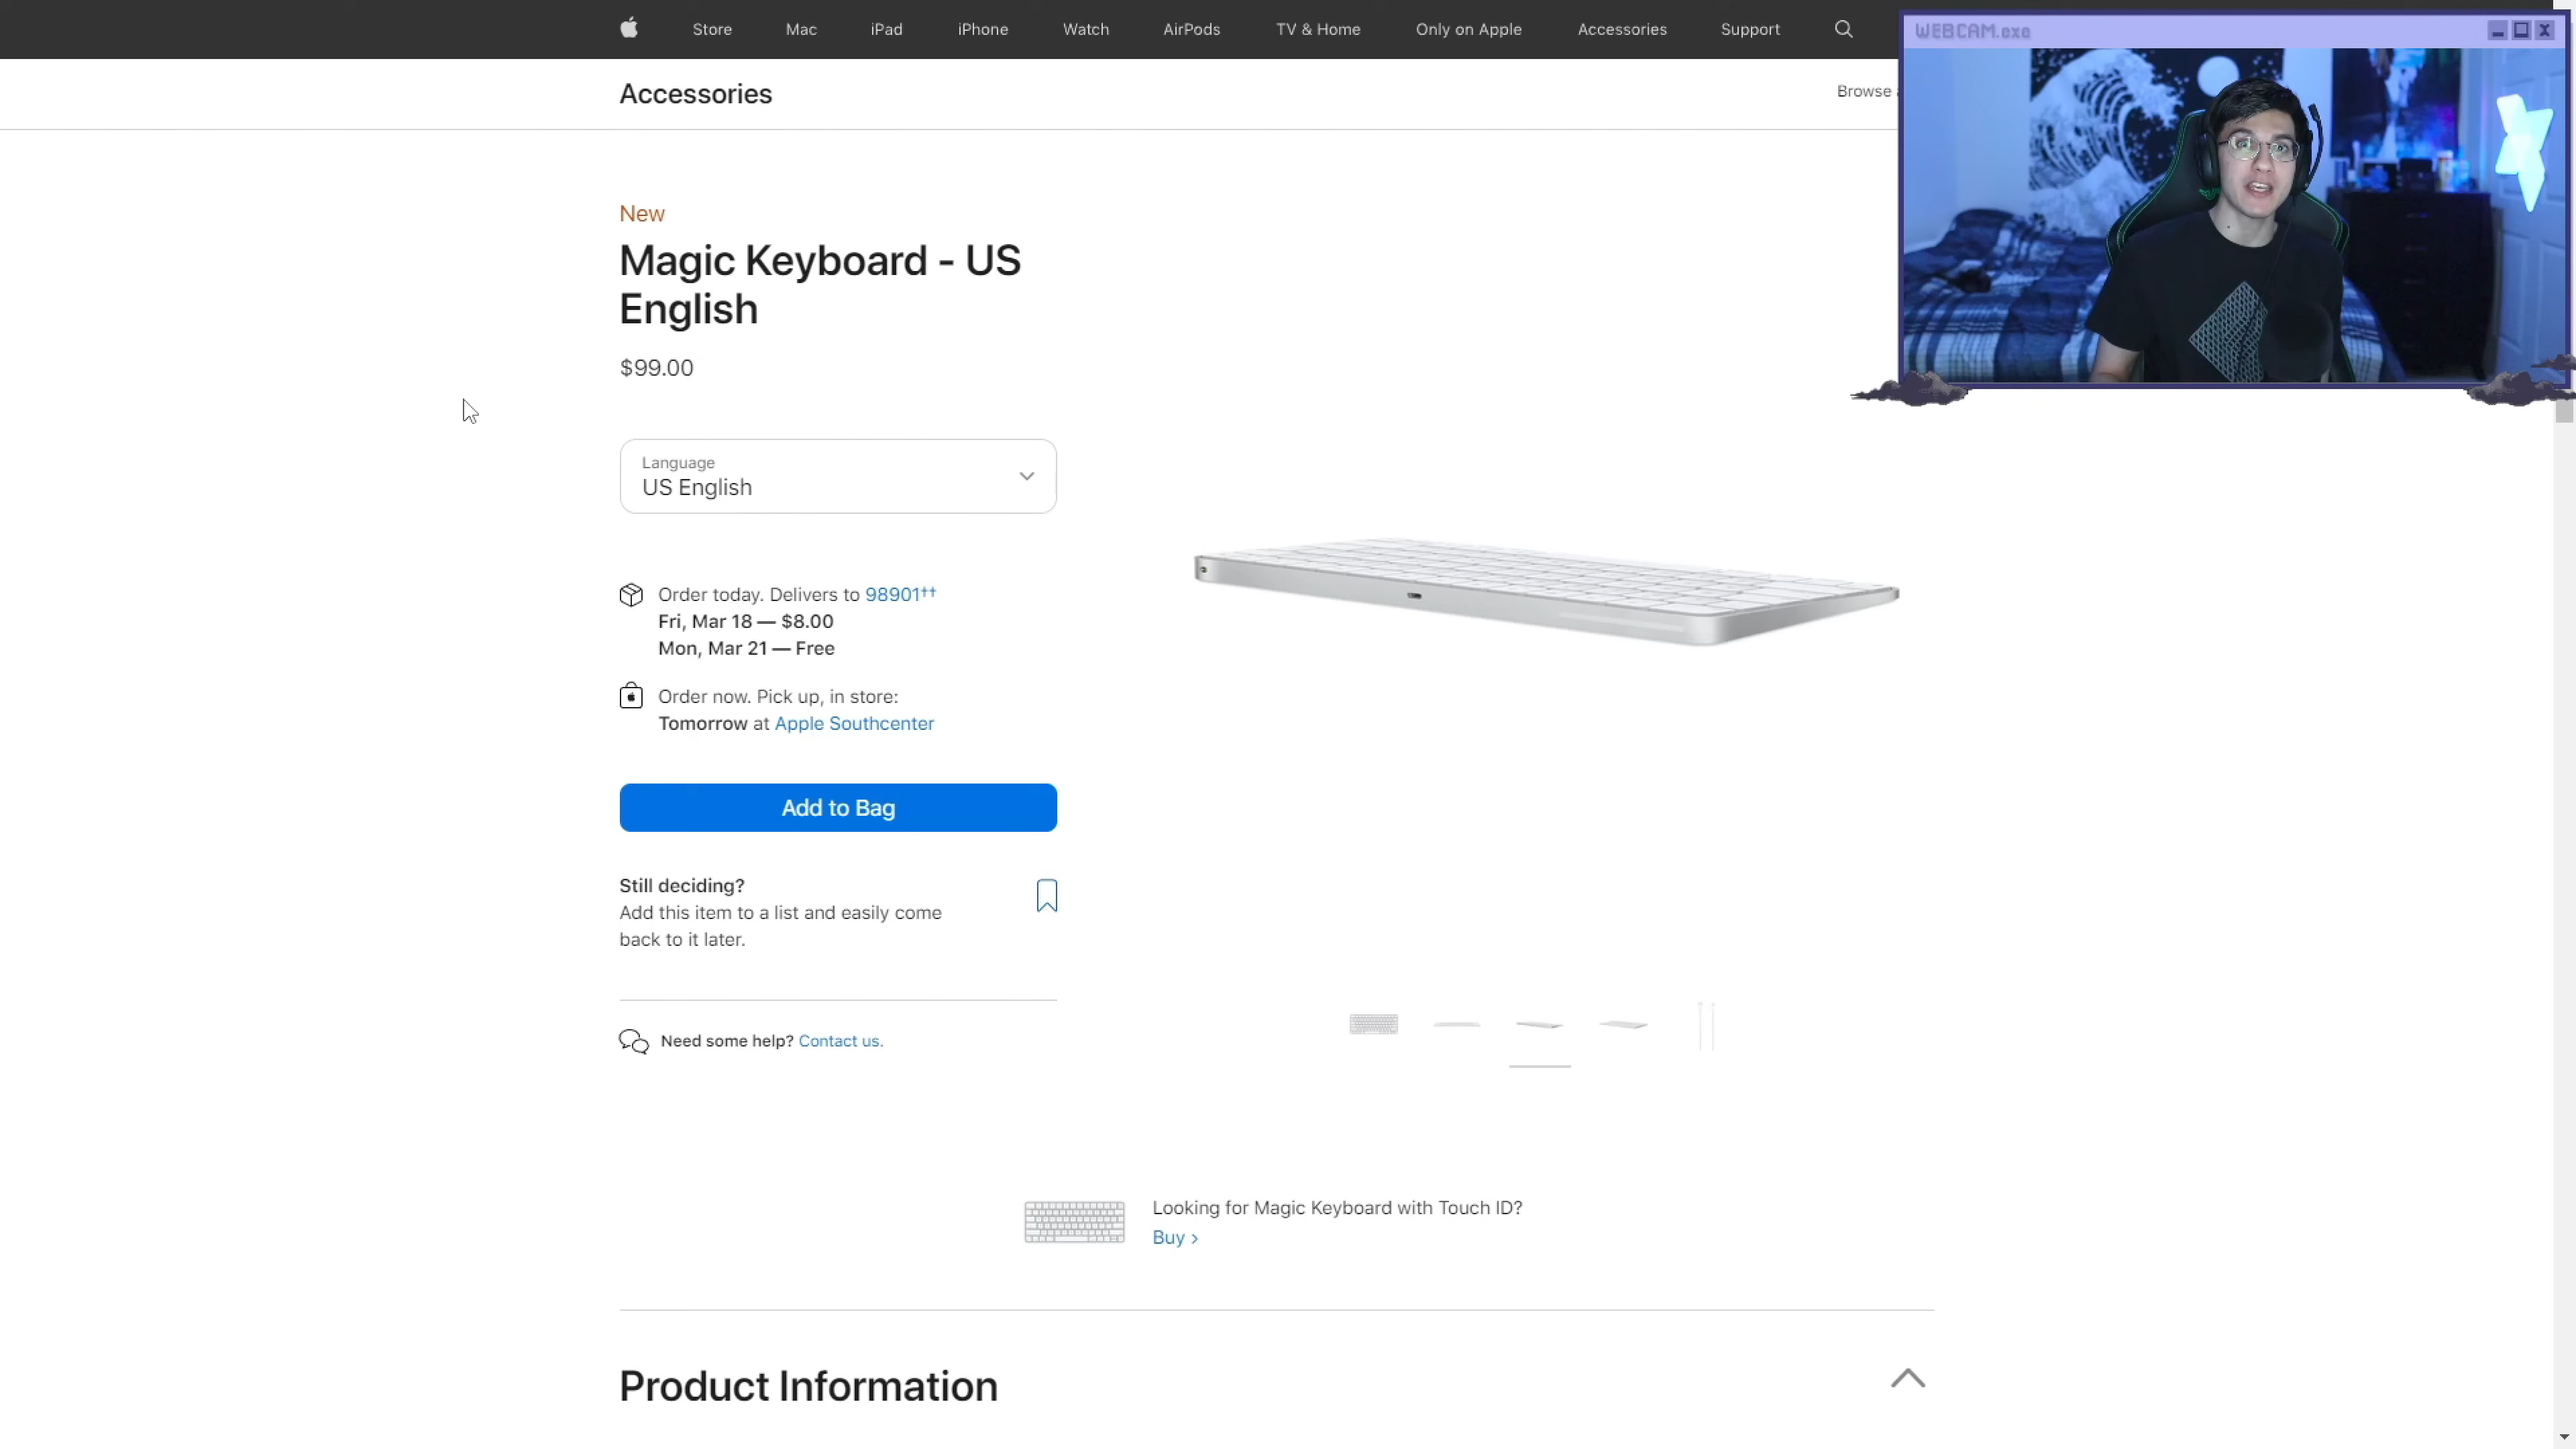 Store Mac iPad iPhone Watch AirPods TV & Home Only on Apple Accessories Support
WEBCAM.exe
Accessories
Browse
New
Magic Keyboard - US
English
$99.00
Language
US English
Order today. Delivers to 98901††
Fri, Mar 18 — $8.00
Mon, Mar 21 — Free
Order now. Pick up, in store:
Tomorrow at Apple Southcenter
Add to Bag
Still deciding?
Add this item to a list and easily come
back to it later.
Need some help? Contact us.
Looking for Magic Keyboard with Touch ID?
Buy >
Product Information